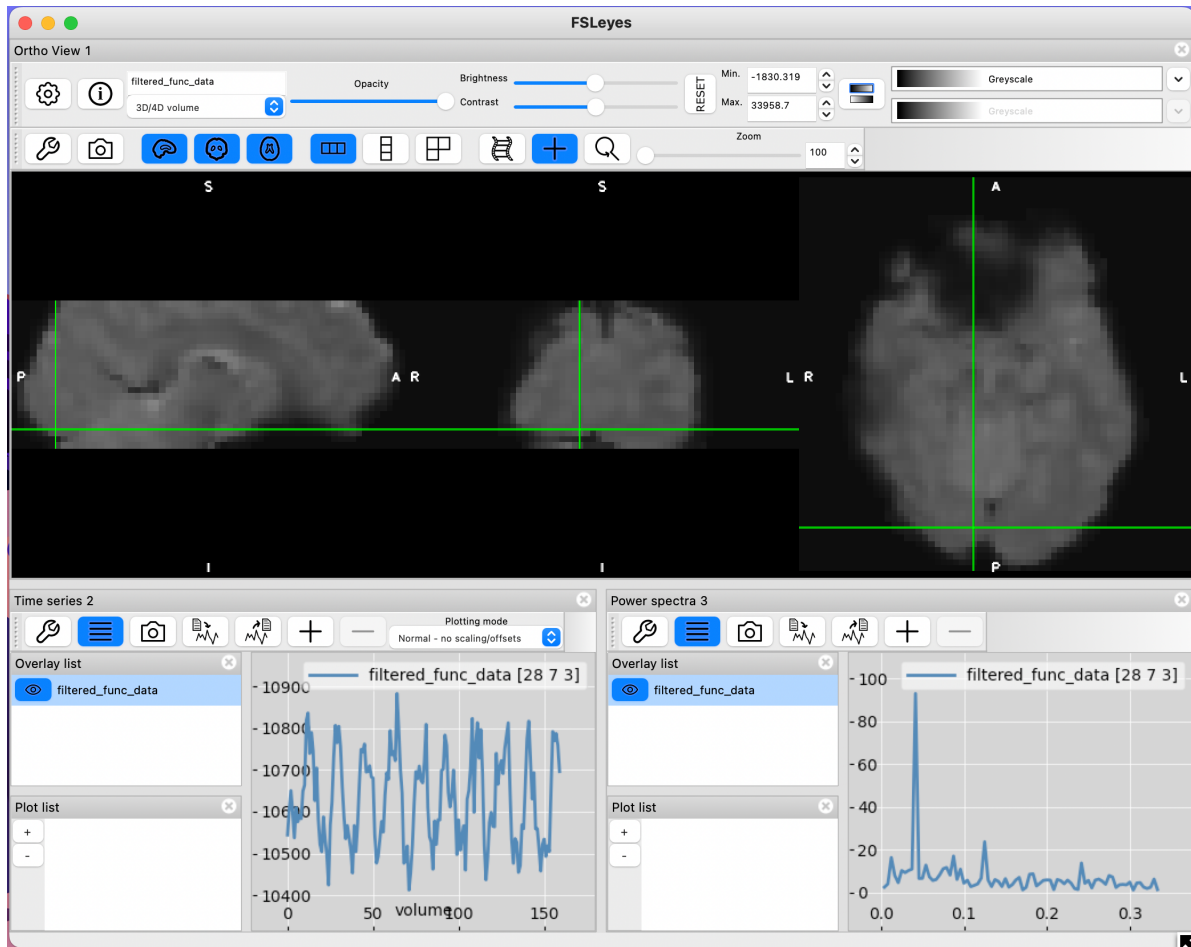 FSLeyes
Ortho View 1
filtered_func_data
3D/4D volume
Opacity
Brightness
Contrast
RESET
Min. -1830.319
Max. 33958.7
Greyscale
Greyscale
Zoom
100
S
S
A
P
A
R
L
R
L
I
I
P
Time series 2
Plotting mode
Normal - no scaling/offsets
Overlay list
filtered_func_data
Plot list
+
-
filtered_func_data [28 7 3]
10900
10800
10700
10600
10500
10400
0 50 100 150
volume
Power spectra 3
Overlay list
filtered_func_data
Plot list
+
-
filtered_func_data [28 7 3]
100
80
60
40
20
0
0.0 0.1 0.2 0.3